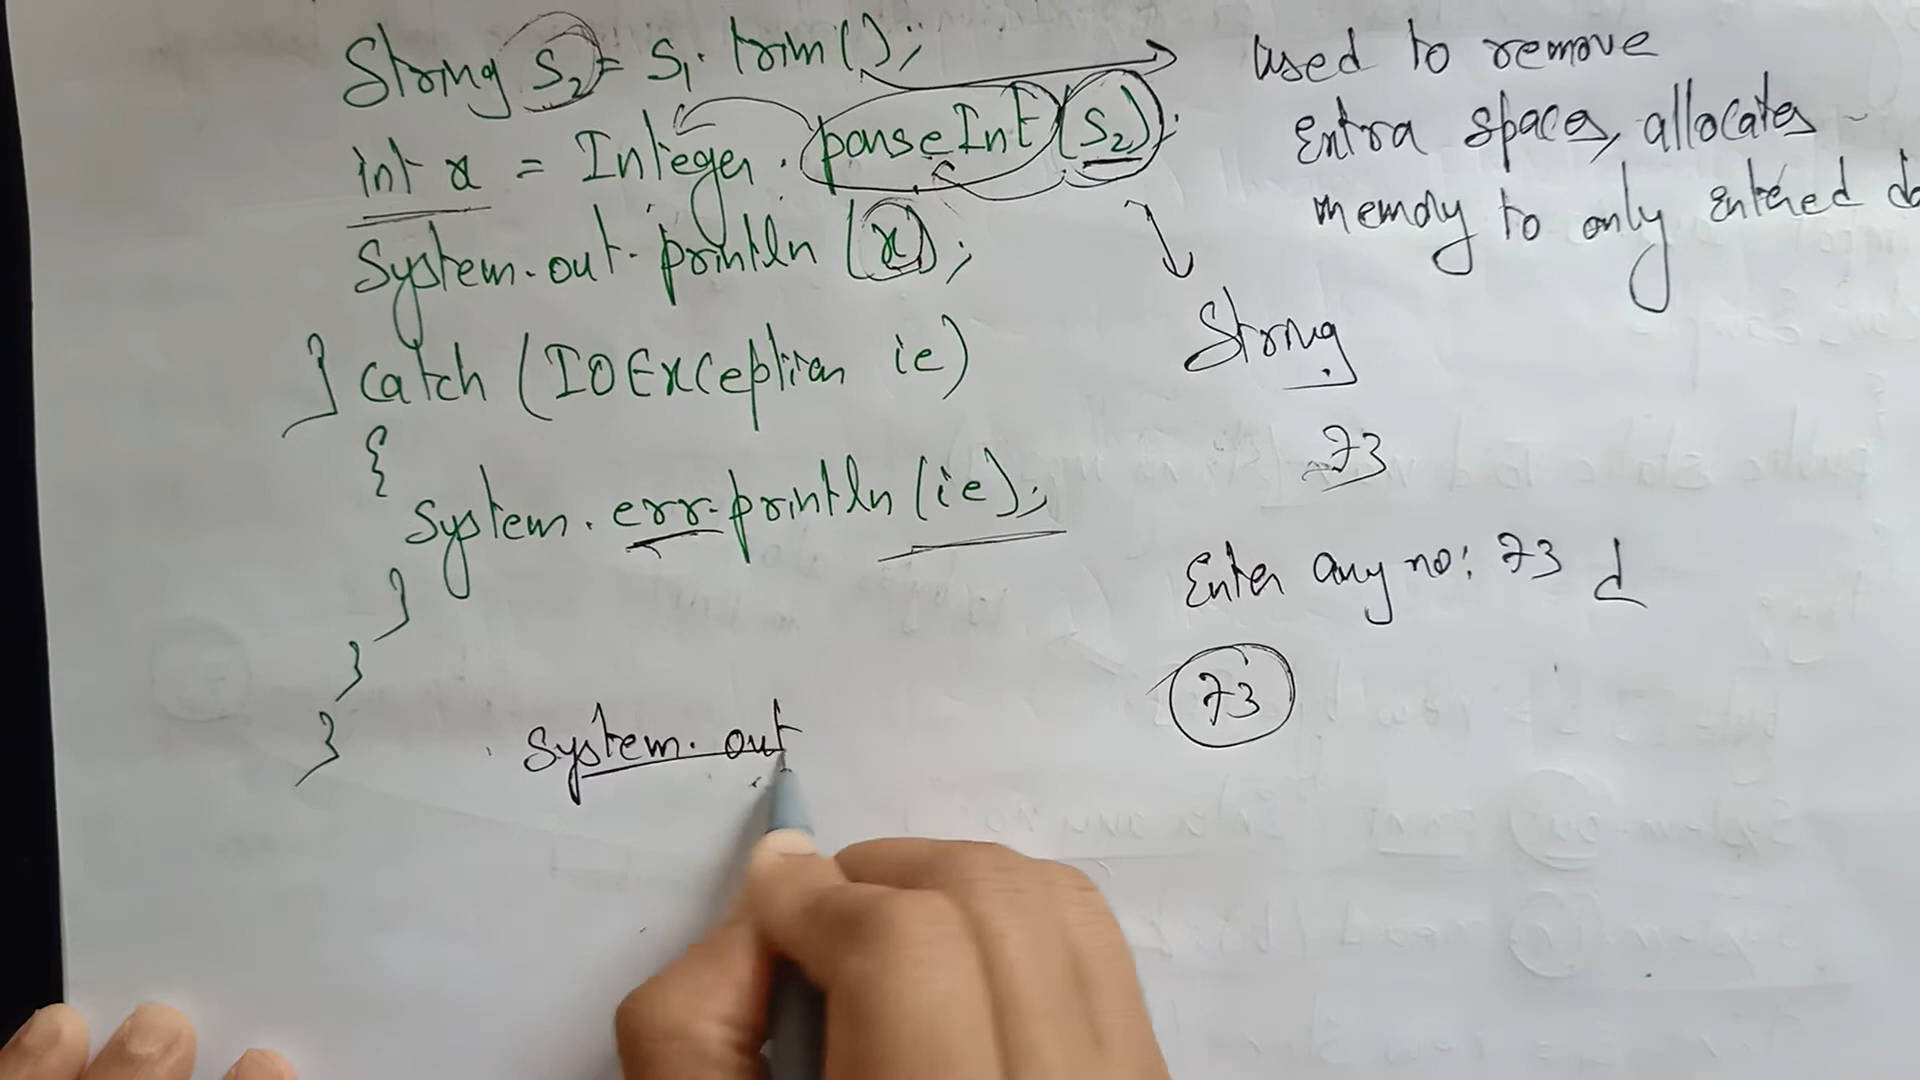 String S2 = S1.trim();
int x = Integer.parseInt(S2);
System.out.println(x);
} catch (IOException ie)
{
System.err.println(ie);
}
}
}
System.out
used to remove
Extra spaces, allocates
memory to only entered da
String
73
Enter any no: 73
73